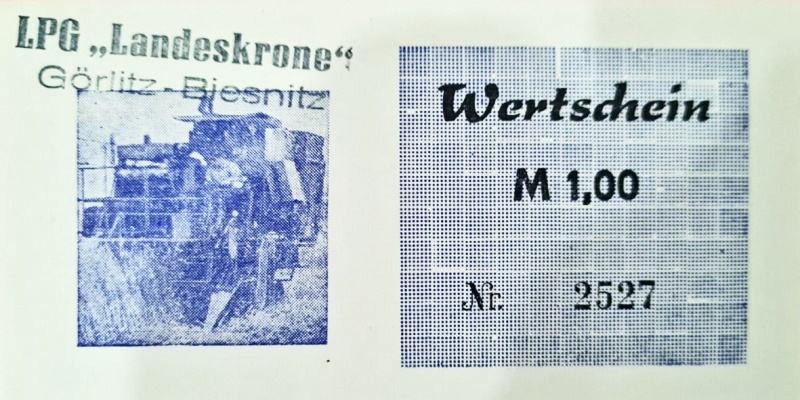 LPG „Landeskrone“
Görlitz-Biesnitz
Wertschein
M 1,00
Nr. 2527